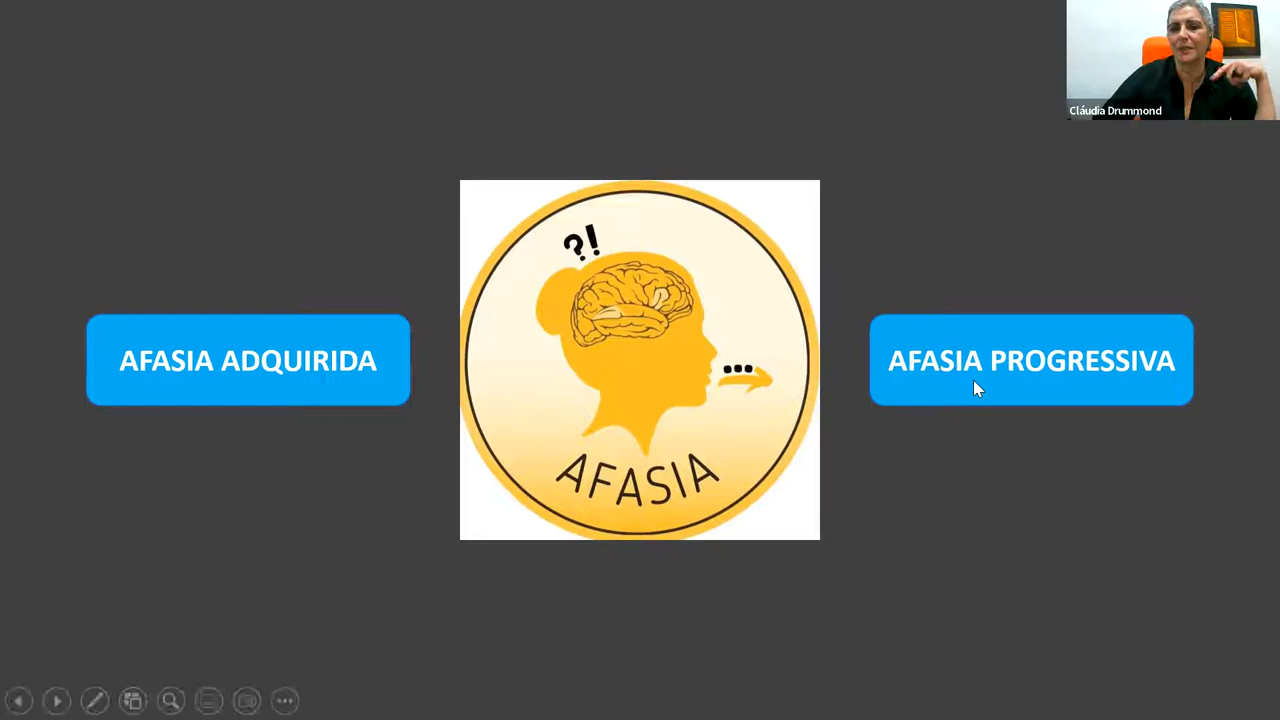 Cláudia Drummond
?!
AFASIA ADQUIRIDA
...
AFASIA PROGRESSIVA
AFASIA